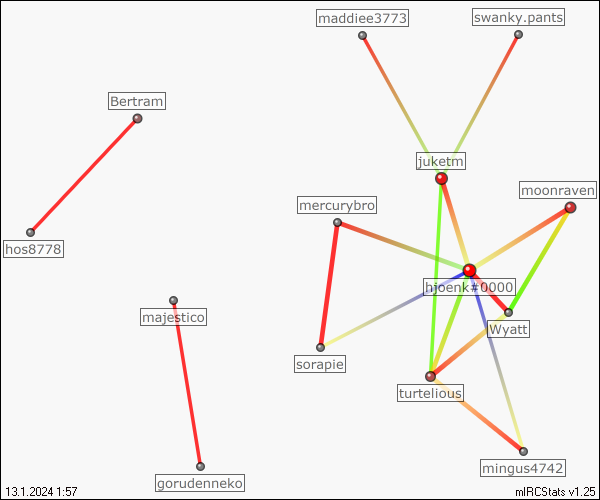 maddiee3773
swanky.pants
Bertram
juketm
moonraven
mercurybro
hos8778
hjoenk#0000
majestico
Wyatt
sorapie
turtelious
mingus4742
gorudenneko
13.1.2024 1:57
mIRCStats v1.25